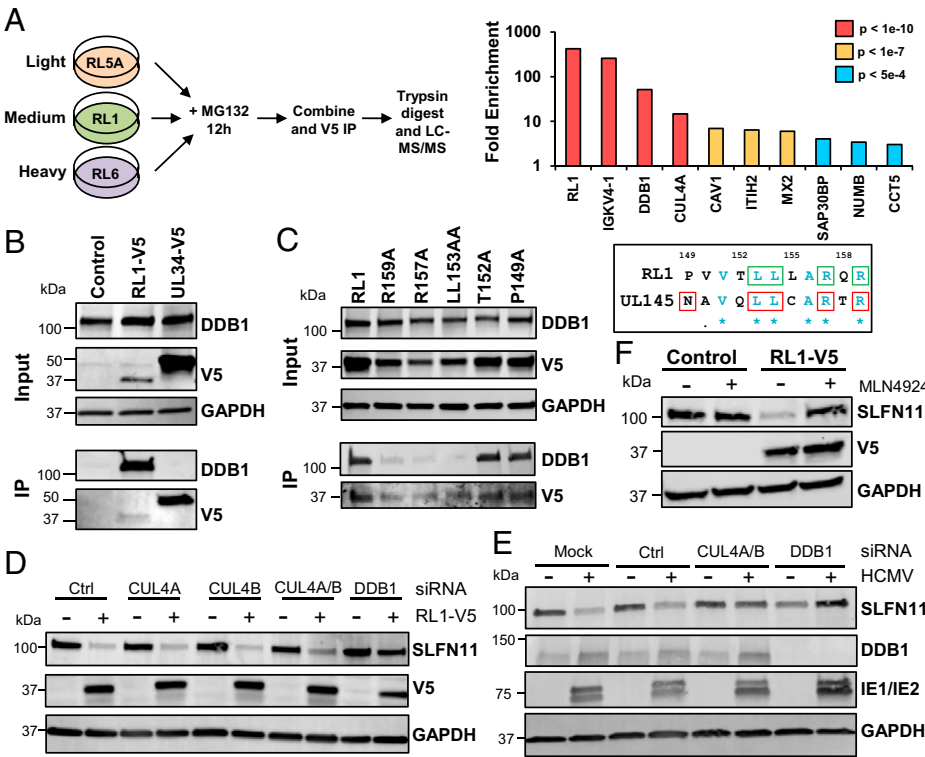 A
Light
RL5A
Medium
RL1
Heavy
RL6
+ MG132
12h
Combine
and V5 IP
Trypsin
digest
and LC-
MS/MS
Fold Enrichment
1000
100
10
1
RL1
IGKV4-1
DDB1
CUL4A
CAV1
ITIH2
MX2
SAP30BP
NUMB
CCT5
p < 1e-10
p < 1e-7
p < 5e-4
B
Control
RL1-V5
UL34-V5
kDa
Input
100
DDB1
50
37
V5
37
GAPDH
IP
100
DDB1
50
37
V5
C
RL1
R159A
R157A
LL153AA
T152A
P149A
kDa
Input
100
DDB1
37
V5
37
GAPDH
IP
100
DDB1
37
V5
149 152 155 158
RL1 P V V T L L L A R Q R
UL145 N A V Q L L C A R T R
. * * * * * *
F
Control RL1-V5
kDa - + - + MLN4924
100 SLFN11
37 V5
37 GAPDH
D
Ctrl CUL4A CUL4B CUL4A/B DDB1 siRNA
- + - + - + - + - + RL1-V5
kDa
100 SLFN11
37 V5
37 GAPDH
E
Mock Ctrl CUL4A/B DDB1 siRNA
- + - + - + - + HCMV
kDa
100 SLFN11
150 DDB1
75 IE1/IE2
37 GAPDH